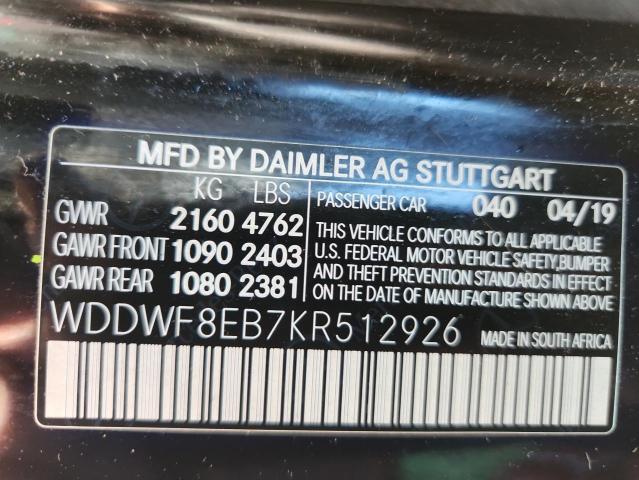 MFD BY DAIMLER AG STUTTGART
KG LBS
GVWR 2160 4762
GAWR FRONT 1090 2403
GAWR REAR 1080 2381
PASSENGER CAR 040 04/19
THIS VEHICLE CONFORMS TO ALL APPLICABLE
U.S. FEDERAL MOTOR VEHICLE SAFETY,BUMPER
AND THEFT PREVENTION STANDARDS IN EFFECT
ON THE DATE OF MANUFACTURE SHOWN ABOVE.
WDDWF8EB7KR512926 MADE IN SOUTH AFRICA